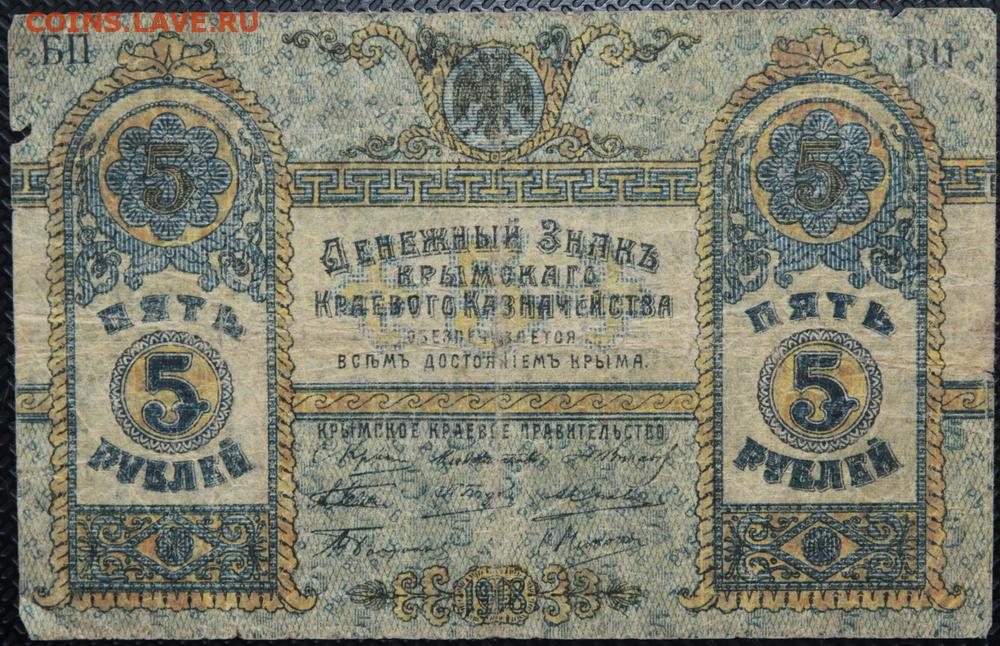 COINS.LAVE.RU
БП
БП
5
5
Денежный Знакъ
Крымскаго
Краевого Казначейства
обезпечивается
всѣмъ достояніемъ Крыма.
ПЯТЬ
5
РУБЛЕЙ
ПЯТЬ
5
РУБЛЕЙ
Крымское Краевое Правительство
1918